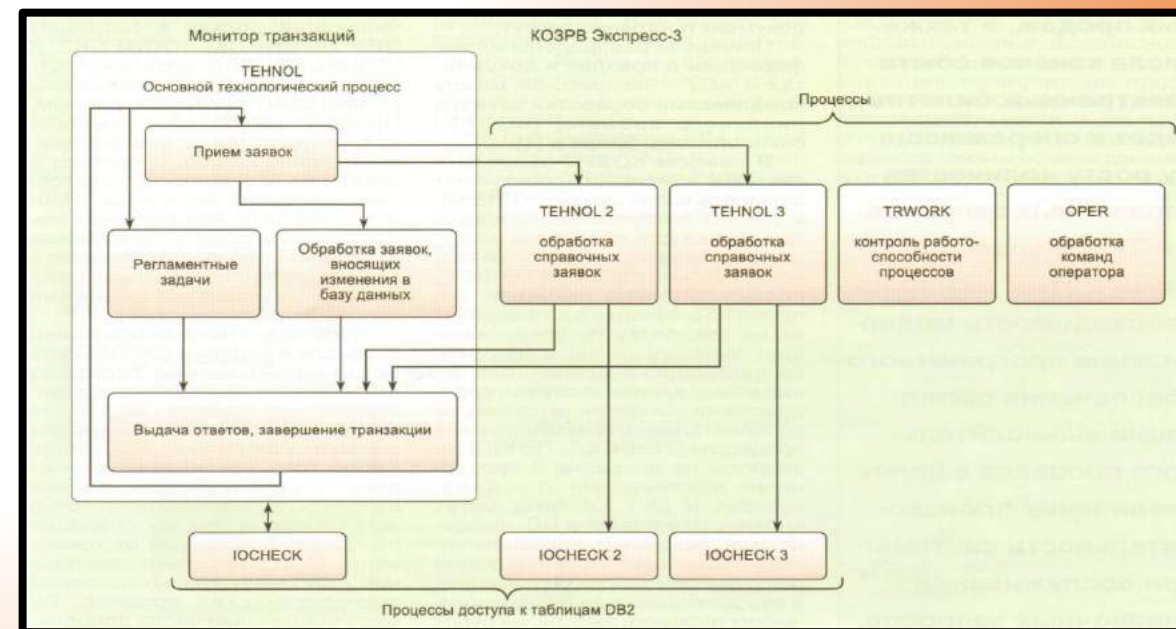 Монитор транзакций
КОЗРВ Экспресс-3
TEHNOL
Основной технологический процесс
Процессы
Прием заявок
Регламентные
задачи
Обработка заявок,
вносящих
изменения в
базу данных
TEHNOL 2
обработка
справочных
заявок
TEHNOL 3
обработка
справочных
заявок
TRWORK
контроль работо-
способности
процессов
OPER
обработка
команд
оператора
Выдача ответов, завершение транзакции
IOCHECK
IOCHECK 2
IOCHECK 3
Процессы доступа к таблицам DB2